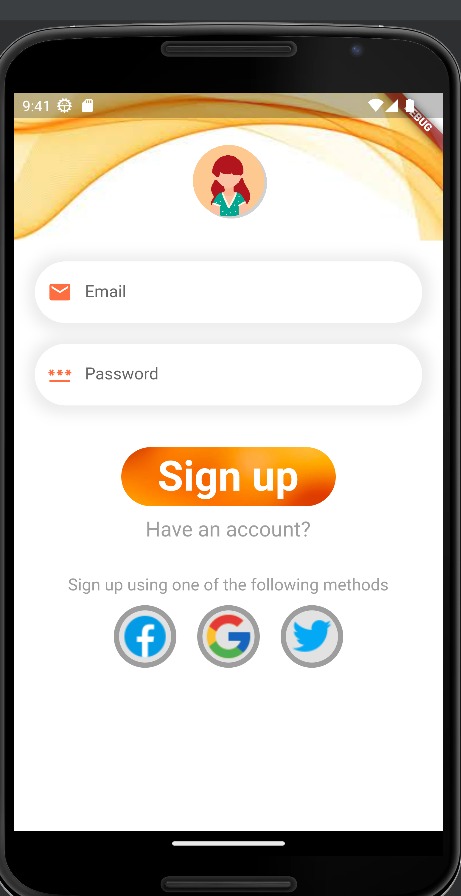 9:41
DEBUG
Email
*** Password
Sign up
Have an account?
Sign up using one of the following methods
f G